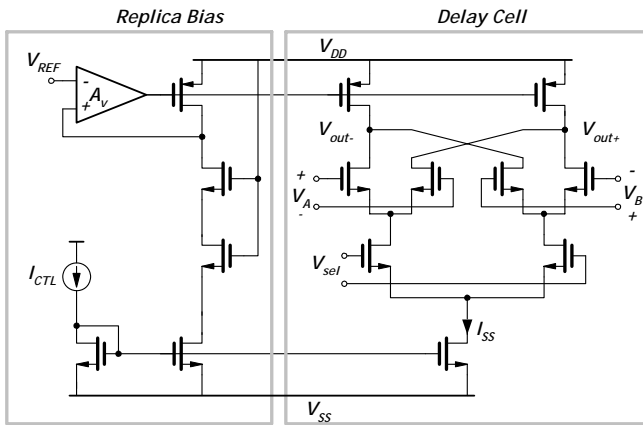 Replica Bias
Delay Cell
V_DD
V_REF
-
A_v
+
V_out-
V_out+
+
V_A
-
-
V_B
+
V_sel
I_CTL
I_SS
V_SS